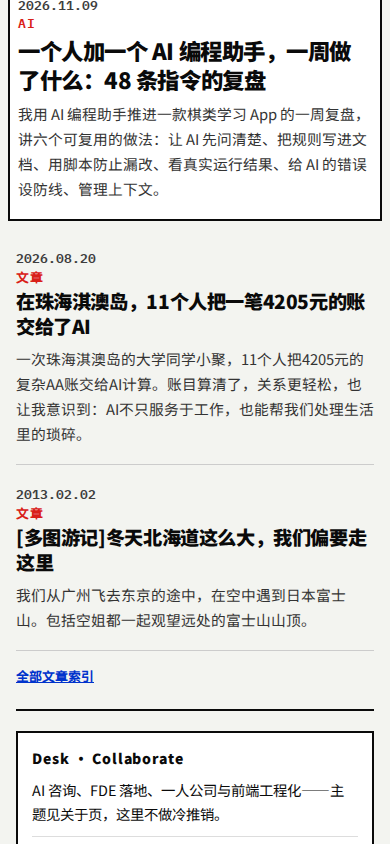 2026.11.09
AI
一个人加一个 AI 编程助手，一周做
了什么：48 条指令的复盘
我用 AI 编程助手推进一款棋类学习 App 的一周复盘，
讲六个可复用的做法：让 AI 先问清楚、把规则写进文
档、用脚本防止漏改、看真实运行结果、给 AI 的错误
设防线、管理上下文。
2026.08.20
文章
在珠海淇澳岛，11个人把一笔4205元的账
交给了AI
一次珠海淇澳岛的大学同学小聚，11个人把4205元的
复杂AA账交给AI计算。账目算清了，关系更轻松，也
让我意识到：AI不只服务于工作，也能帮我们处理生活
里的琐碎。
2013.02.02
文章
[多图游记]冬天北海道这么大，我们偏要走
这里
我们从广州飞去东京的途中，在空中遇到日本富士
山。包括空姐都一起观望远处的富士山山顶。
全部文章索引
Desk · Collaborate
AI 咨询、FDE 落地、一人公司与前端工程化——主
题见关于页，这里不做冷推销。